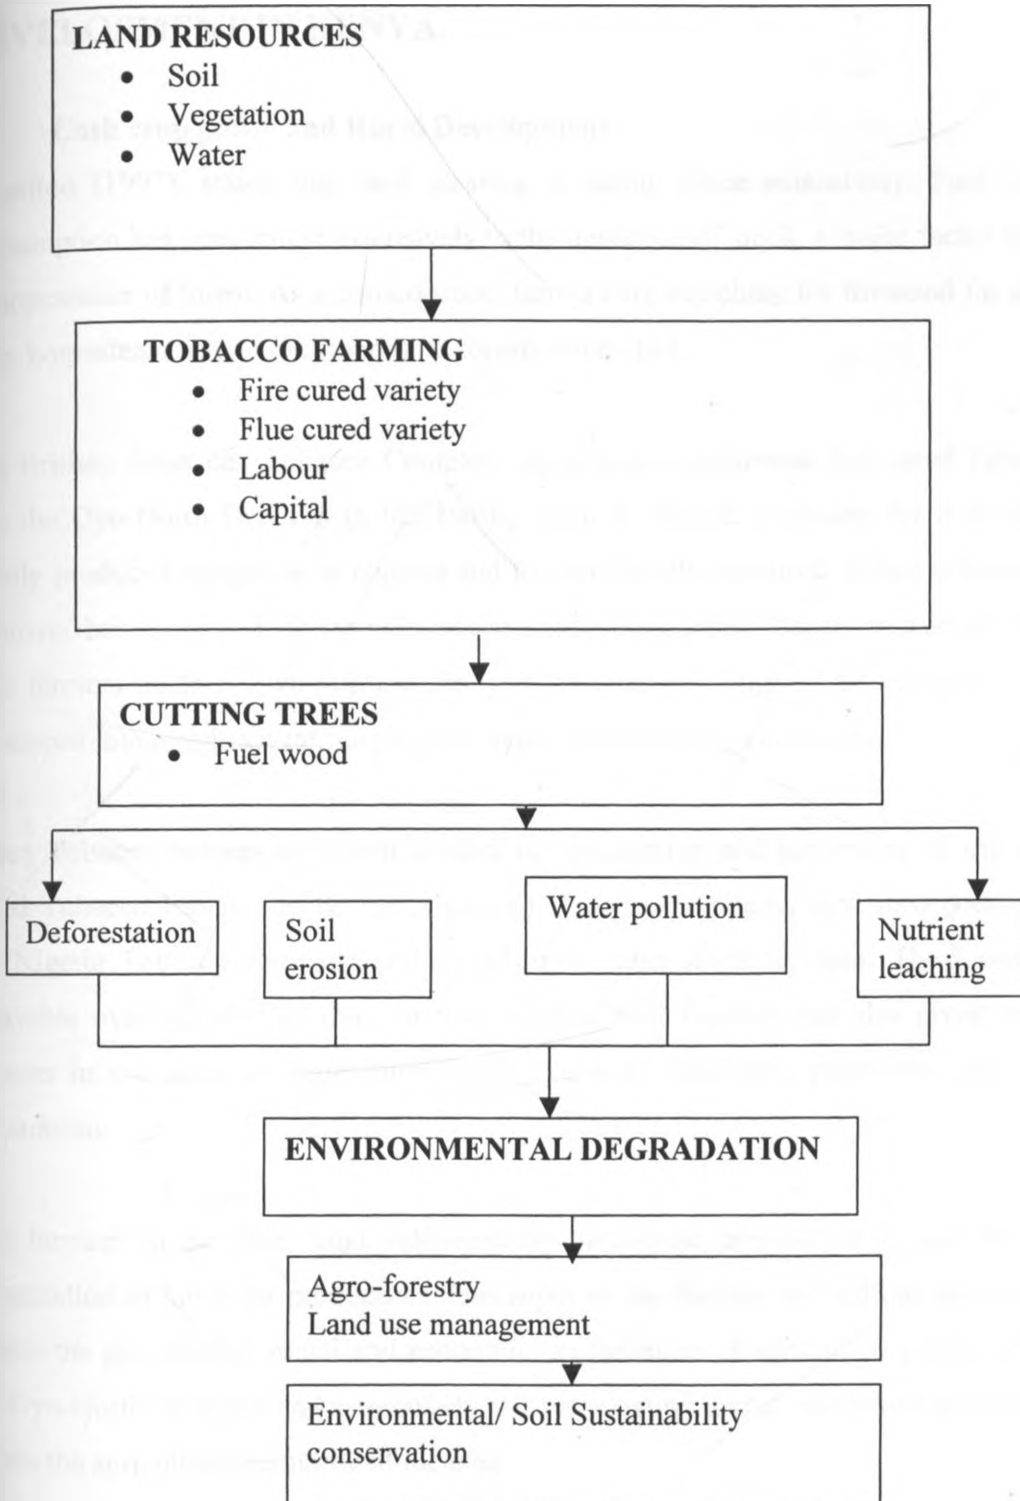 LAND RESOURCES
• Soil
• Vegetation
• Water
TOBACCO FARMING
• Fire cured variety
• Flue cured variety
• Labour
• Capital
CUTTING TREES
• Fuel wood
Deforestation
Soil
erosion
Water pollution
Nutrient
leaching
ENVIRONMENTAL DEGRADATION
Agro-forestry
Land use management
Environmental/ Soil Sustainability
conservation